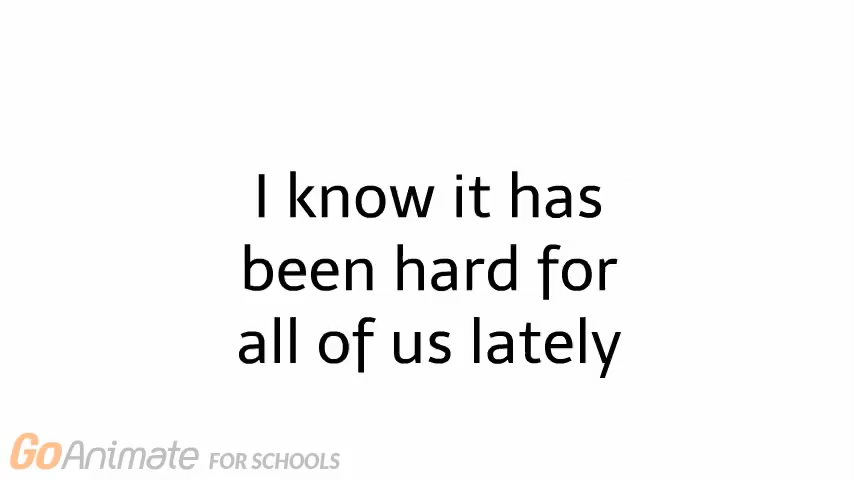 I know it has
been hard for
all of us lately
GoAnimate FOR SCHOOLS